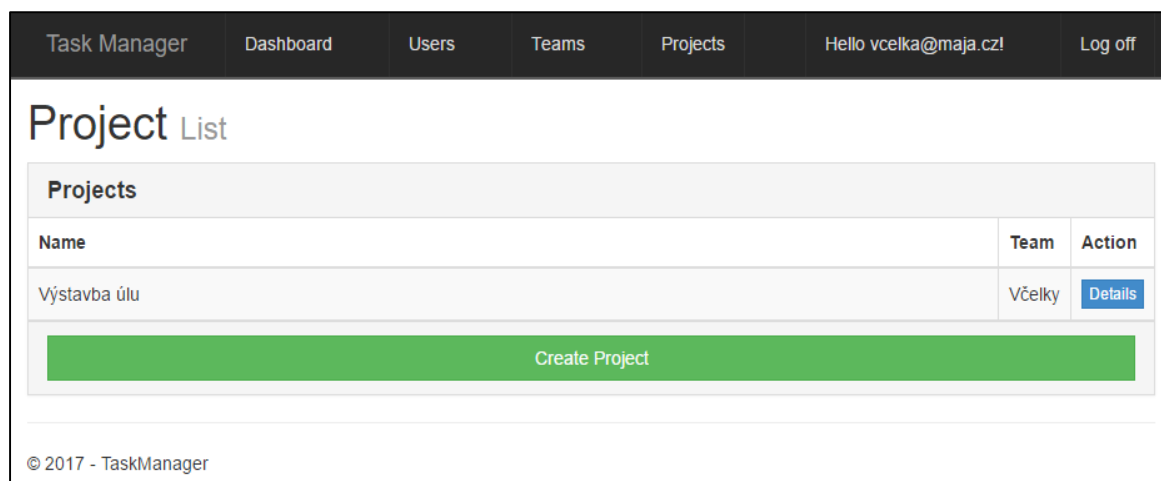 Task Manager Dashboard Users Teams Projects Hello vcelka@maja.cz! Log off
Project List
Projects
Name Team Action
Výstavba úlu Včelky Details
Create Project
© 2017 - TaskManager